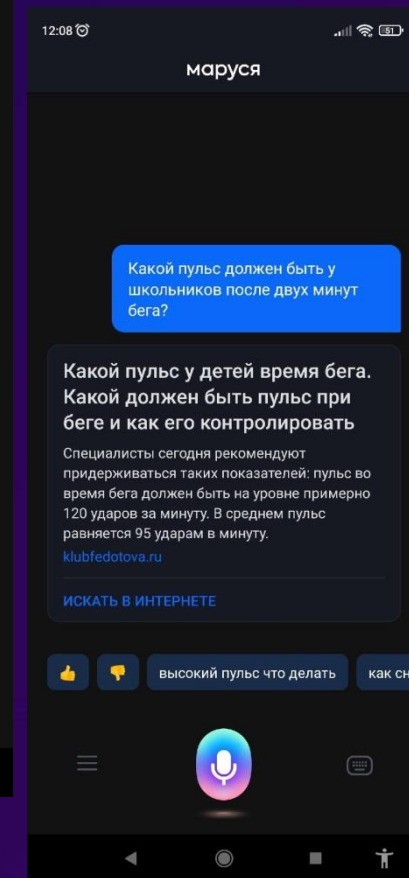 12:08
51
маруся
Какой пульс должен быть у
школьников после двух минут
бега?
Какой пульс у детей время бега.
Какой должен быть пульс при
беге и как его контролировать
Специалисты сегодня рекомендуют
придерживаться таких показателей: пульс во
время бега должен быть на уровне примерно
120 ударов за минуту. В среднем пульс
равняется 95 ударам в минуту.
klubfedotova.ru
ИСКАТЬ В ИНТЕРНЕТЕ
высокий пульс что делать
как сн